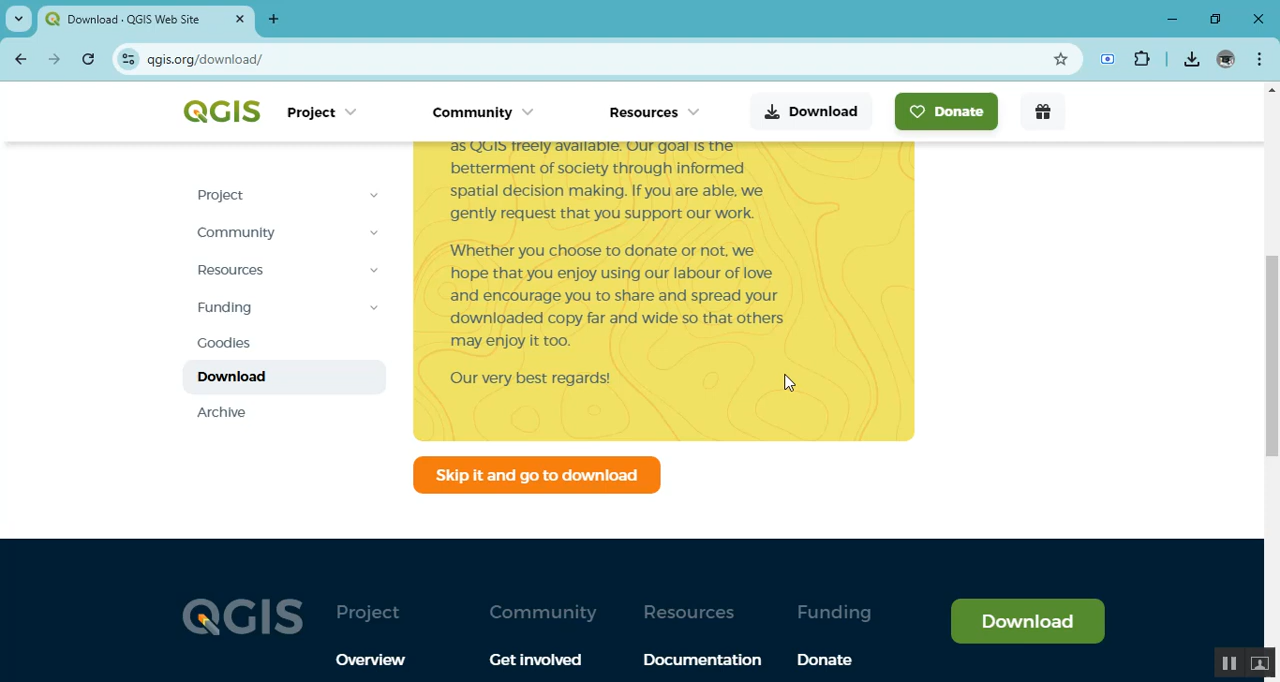 Download · QGIS Web Site
qgis.org/download/
QGIS
Project
Community
Resources
Download
Donate
as QGIS freely available. Our goal is the
betterment of society through informed
spatial decision making. If you are able, we
gently request that you support our work.
Whether you choose to donate or not, we
hope that you enjoy using our labour of love
and encourage you to share and spread your
downloaded copy far and wide so that others
may enjoy it too.
Our very best regards!
Project
Community
Resources
Funding
Goodies
Download
Archive
Skip it and go to download
QGIS
Project
Overview
Community
Get involved
Resources
Documentation
Funding
Donate
Download